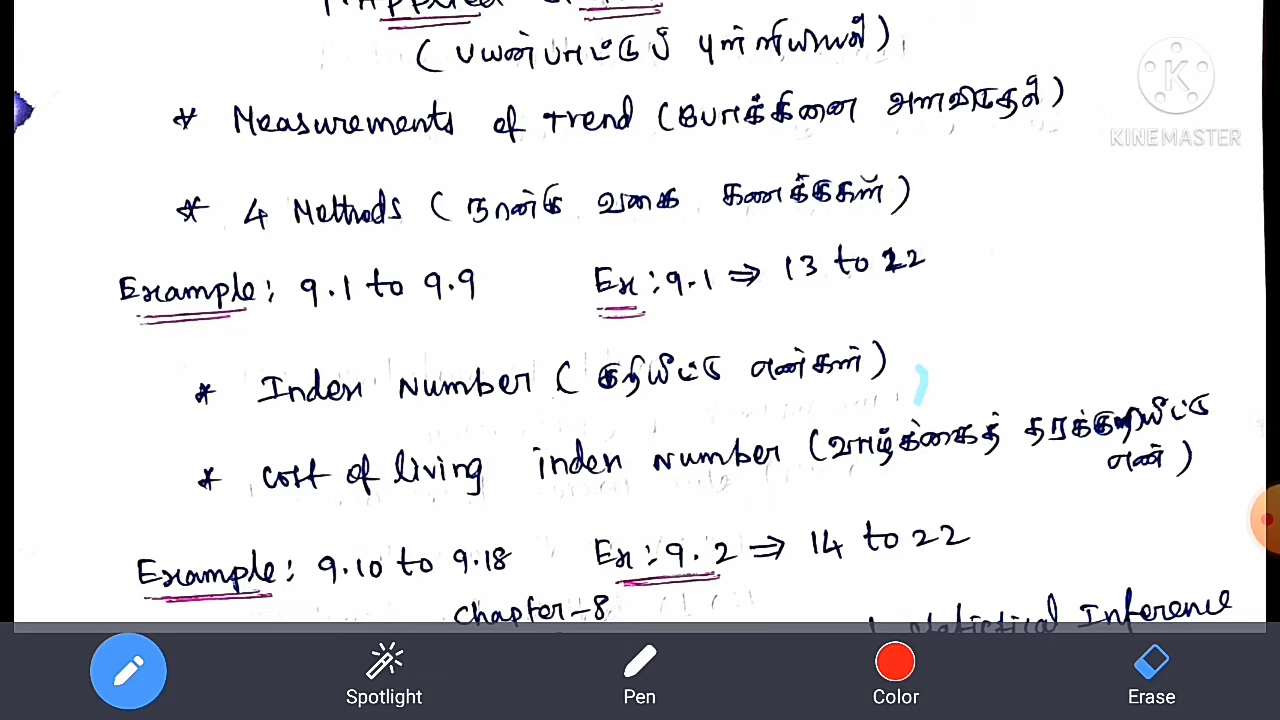 (பயன்பாட்டுப் புள்ளியியல்)
* Measurements of Trend (போக்கினை அளவிடுதல்)
KINEMASTER
* 4 Methods (நான்கு வகை கணக்குகள்)
Example: 9.1 to 9.9 Ex: 9.1 ⇒ 13 to 22
* Index Number (குறியீட்டு எண்கள்)
* Cost of living index Number (வாழ்க்கைத் தரக்குறியீட்டு
எண்)
Example: 9.10 to 9.18 Ex: 9.2 ⇒ 14 to 22
Chapter-8
Statistical Inference
Spotlight Pen Color Erase